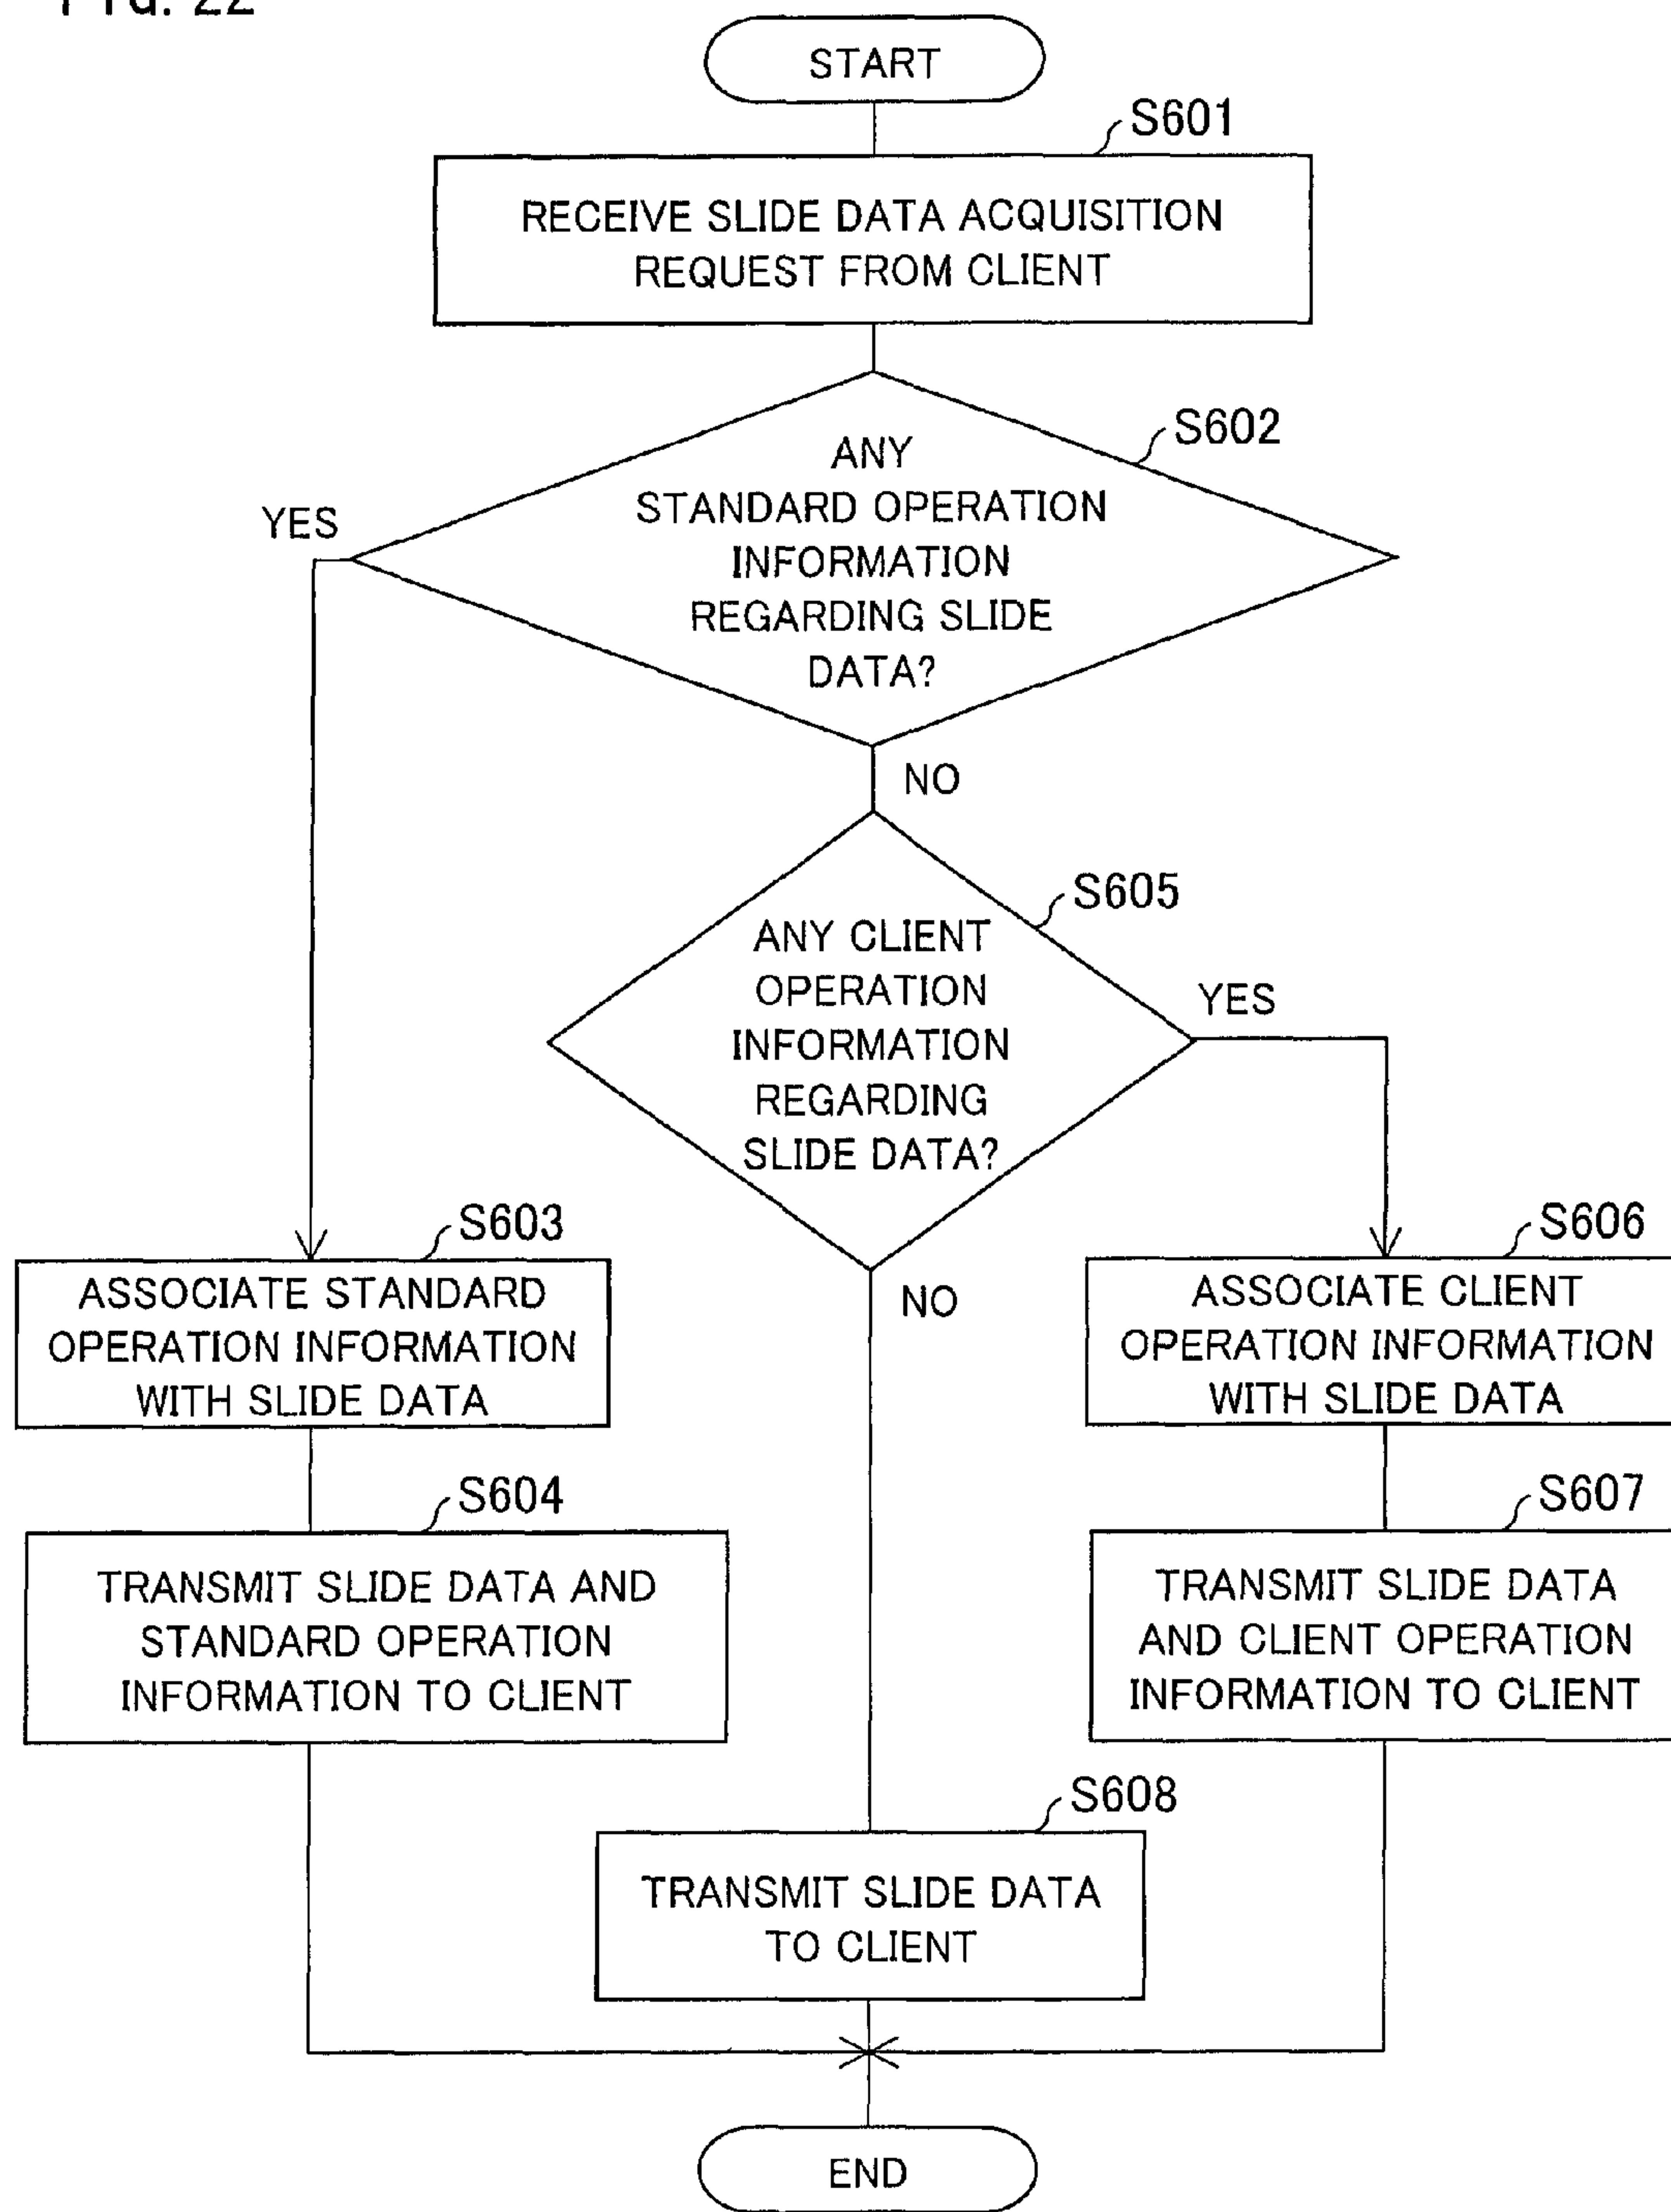 FIG. 22
START
S601
RECEIVE SLIDE DATA ACQUISITION
REQUEST FROM CLIENT
S602
ANY
STANDARD OPERATION
INFORMATION
REGARDING SLIDE
DATA?
YES
NO
S605
ANY CLIENT
OPERATION
INFORMATION
REGARDING
SLIDE DATA?
YES
NO
S603
ASSOCIATE STANDARD
OPERATION INFORMATION
WITH SLIDE DATA
S606
ASSOCIATE CLIENT
OPERATION INFORMATION
WITH SLIDE DATA
S604
TRANSMIT SLIDE DATA AND
STANDARD OPERATION
INFORMATION TO CLIENT
S607
TRANSMIT SLIDE DATA
AND CLIENT OPERATION
INFORMATION TO CLIENT
S608
TRANSMIT SLIDE DATA
TO CLIENT
END